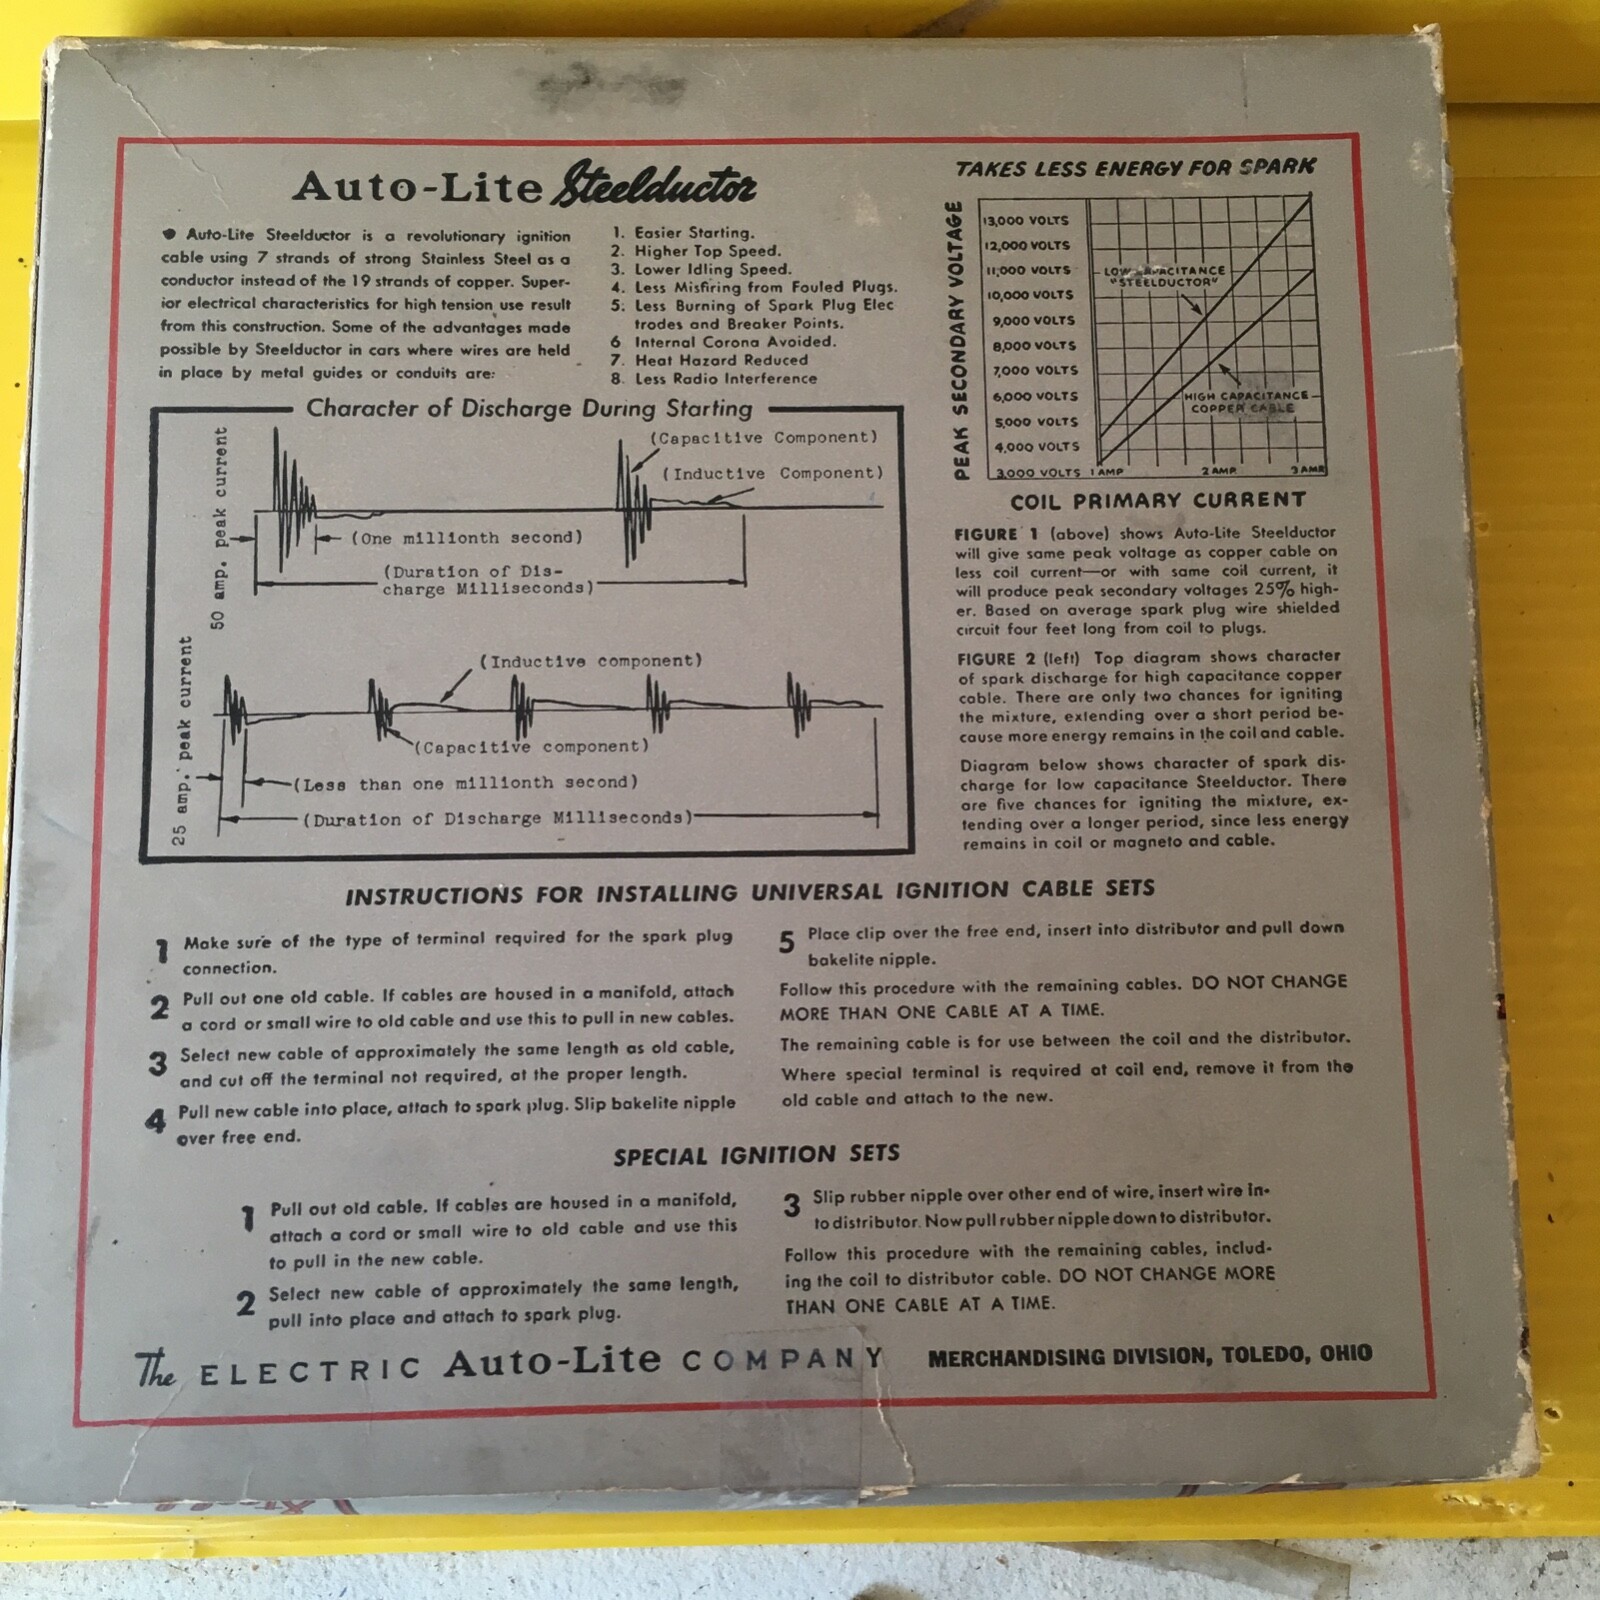 Auto-Lite Steelductor
● Auto-Lite Steelductor is a revolutionary ignition
cable using 7 strands of strong Stainless Steel as a
conductor instead of the 19 strands of copper. Super-
ior electrical characteristics for high tension use result
from this construction. Some of the advantages made
possible by Steelductor in cars where wires are held
in place by metal guides or conduits are:
1. Easier Starting.
2. Higher Top Speed.
3. Lower Idling Speed.
4. Less Misfiring from Fouled Plugs.
5. Less Burning of Spark Plug Elec
trodes and Breaker Points.
6 Internal Corona Avoided.
7. Heat Hazard Reduced
8. Less Radio Interference
TAKES LESS ENERGY FOR SPARK
PEAK SECONDARY VOLTAGE
13,000 VOLTS
12,000 VOLTS
11,000 VOLTS
10,000 VOLTS
9,000 VOLTS
8,000 VOLTS
7,000 VOLTS
6,000 VOLTS
5,000 VOLTS
4,000 VOLTS
3,000 VOLTS 1 AMP 2 AMP. 3 AMP.
LOW CAPACITANCE
"STEELDUCTOR"
HIGH CAPACITANCE
COPPER CABLE
COIL PRIMARY CURRENT
Character of Discharge During Starting
50 amp. peak current
(Capacitive Component)
(Inductive Component)
(One millionth second)
(Duration of Dis-
charge Milliseconds)
25 amp. peak current
(Inductive component)
(Capacitive component)
(Less than one millionth second)
(Duration of Discharge Milliseconds)
FIGURE 1 (above) shows Auto-Lite Steelductor
will give same peak voltage as copper cable on
less coil current—or with same coil current, it
will produce peak secondary voltages 25% high-
er. Based on average spark plug wire shielded
circuit four feet long from coil to plugs.
FIGURE 2 (left) Top diagram shows character
of spark discharge for high capacitance copper
cable. There are only two chances for igniting
the mixture, extending over a short period be-
cause more energy remains in the coil and cable.
Diagram below shows character of spark dis-
charge for low capacitance Steelductor. There
are five chances for igniting the mixture, ex-
tending over a longer period, since less energy
remains in coil or magneto and cable.
INSTRUCTIONS FOR INSTALLING UNIVERSAL IGNITION CABLE SETS
1 Make sure of the type of terminal required for the spark plug
connection.
2 Pull out one old cable. If cables are housed in a manifold, attach
a cord or small wire to old cable and use this to pull in new cables.
3 Select new cable of approximately the same length as old cable,
and cut off the terminal not required, at the proper length.
4 Pull new cable into place, attach to spark plug. Slip bakelite nipple
over free end.
5 Place clip over the free end, insert into distributor and pull down
bakelite nipple.
Follow this procedure with the remaining cables. DO NOT CHANGE
MORE THAN ONE CABLE AT A TIME.
The remaining cable is for use between the coil and the distributor.
Where special terminal is required at coil end, remove it from the
old cable and attach to the new.
SPECIAL IGNITION SETS
1 Pull out old cable. If cables are housed in a manifold,
attach a cord or small wire to old cable and use this
to pull in the new cable.
2 Select new cable of approximately the same length,
pull into place and attach to spark plug.
3 Slip rubber nipple over other end of wire, insert wire in-
to distributor. Now pull rubber nipple down to distributor.
Follow this procedure with the remaining cables, includ-
ing the coil to distributor cable. DO NOT CHANGE MORE
THAN ONE CABLE AT A TIME.
The ELECTRIC Auto-Lite COMPANY MERCHANDISING DIVISION, TOLEDO, OHIO